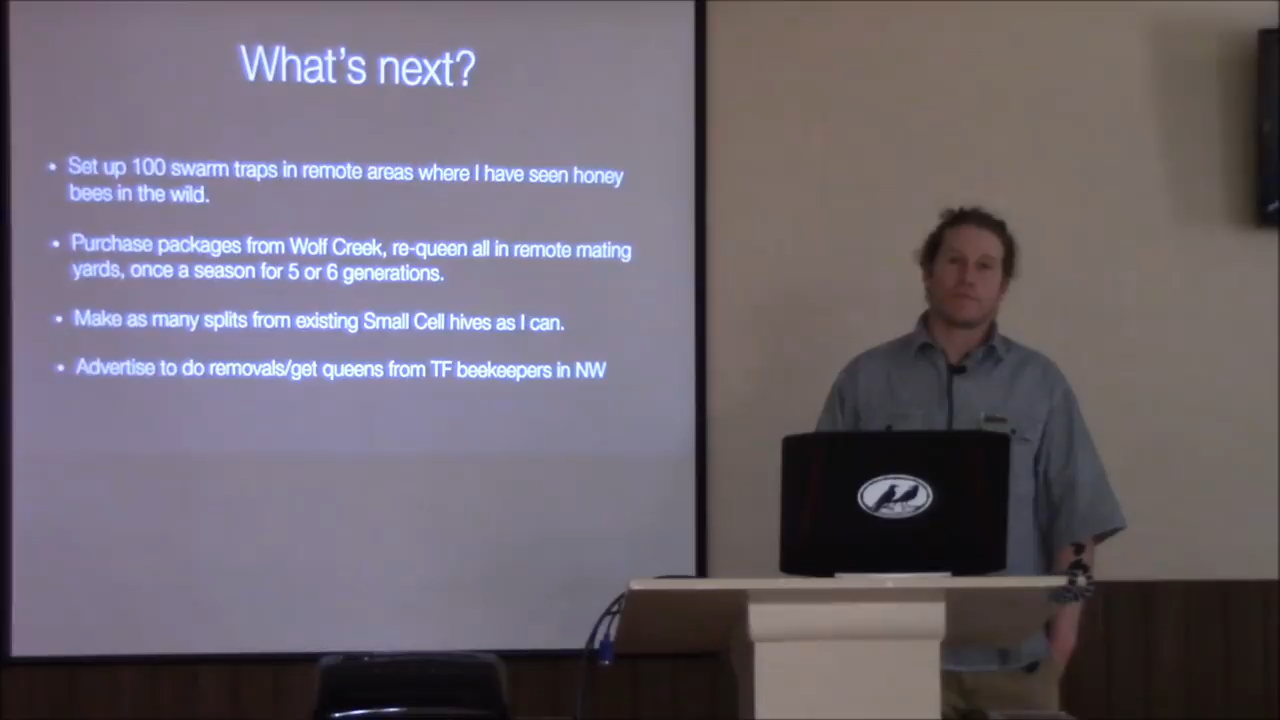 What's next?
• Set up 100 swarm traps in remote areas where I have seen honey
bees in the wild.
• Purchase packages from Wolf Creek, re-queen all in remote mating
yards, once a season for 5 or 6 generations.
• Make as many splits from existing Small Cell hives as I can.
• Advertise to do removals/get queens from TF beekeepers in NW